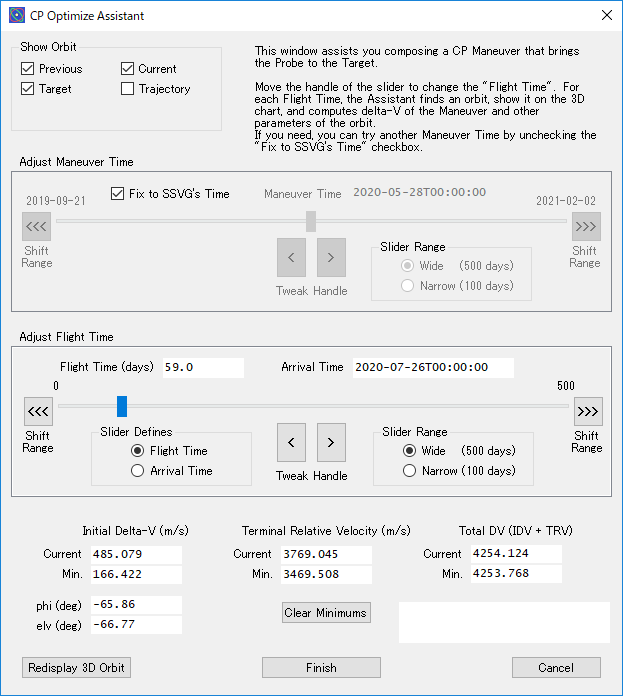 CP Optimize Assistant
Show Orbit
Previous
Current
Target
Trajectory
This window assists you composing a CP Maneuver that brings
the Probe to the Target.
Move the handle of the slider to change the "Flight Time".  For
each Flight Time, the Assistant finds an orbit, show it on the 3D
chart, and computes delta-V of the Maneuver and other
parameters of the orbit.
If you need, you can try another Maneuver Time by unchecking the
"Fix to SSVG's Time" checkbox.
Adjust Maneuver Time
2019-09-21
Fix to SSVG's Time
Maneuver Time
2020-05-28T00:00:00
2021-02-02
<<<
>>>
Shift
Range
<
>
Tweak Handle
Slider Range
Wide (500 days)
Narrow (100 days)
Shift
Range
Adjust Flight Time
Flight Time (days)
59.0
Arrival Time
2020-07-26T00:00:00
0
500
<<<
>>>
Shift
Range
Slider Defines
Flight Time
Arrival Time
<
>
Tweak Handle
Slider Range
Wide (500 days)
Narrow (100 days)
Shift
Range
Initial Delta-V (m/s)
Current 485.079
Min. 166.422
phi (deg) -65.86
elv (deg) -66.77
Terminal Relative Velocity (m/s)
Current 3769.045
Min. 3469.508
Clear Minimums
Total DV (IDV + TRV)
Current 4254.124
Min. 4253.768
Redisplay 3D Orbit
Finish
Cancel